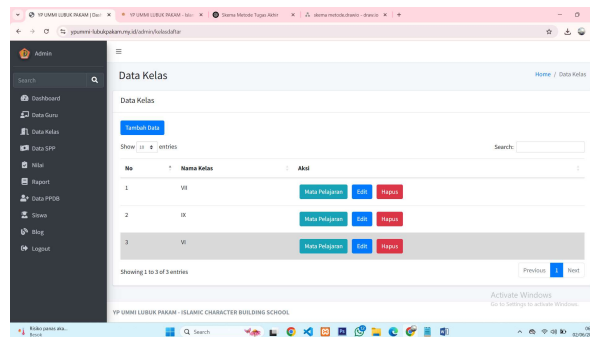 YP UMMI LUBUK PAKAM | Das
YP UMMI LUBUK PAKAM - Islam
Skema Metode Tugas Akhir
skema metode.drawio - draw.io
ypummi-lubukpakam.my.id/admin/kelasdaftar
Admin
Search
Dashboard
Data Guru
Data Kelas
Data SPP
Nilai
Raport
Data PPDB
Siswa
Blog
Logout
Data Kelas
Home / Data Kelas
Data Kelas
Tambah Data
Show 10 entries
Search:
No Nama Kelas Aksi
1 VII Mata Pelajaran Edit Hapus
2 IX Mata Pelajaran Edit Hapus
3 VI Mata Pelajaran Edit Hapus
Showing 1 to 3 of 3 entries
Previous 1 Next
Activate Windows
Go to Settings to activate Windows.
YP UMMI LUBUK PAKAM - ISLAMIC CHARACTER BUILDING SCHOOL
Risiko panas aka...
Besok
Search